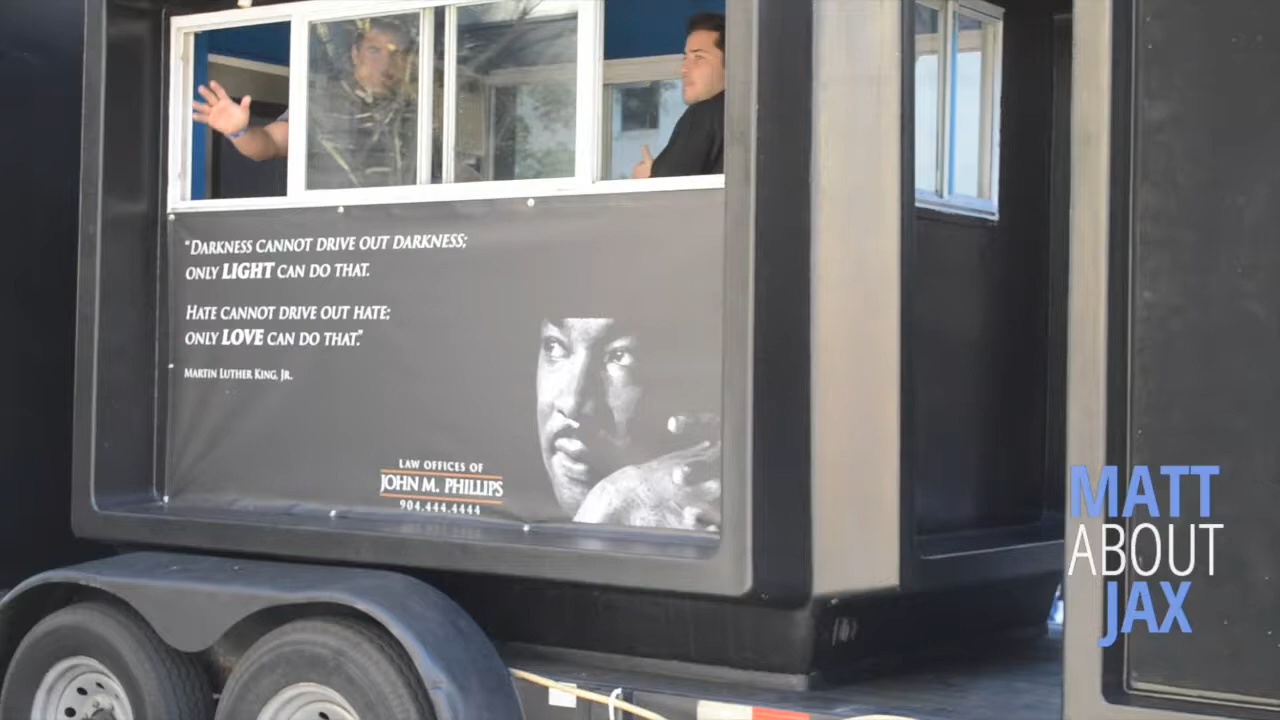 “DARKNESS CANNOT DRIVE OUT DARKNESS;
ONLY LIGHT CAN DO THAT.
HATE CANNOT DRIVE OUT HATE;
ONLY LOVE CAN DO THAT.”
MARTIN LUTHER KING, JR.
LAW OFFICES OF
JOHN M. PHILLIPS
904.444.4444
MATT
ABOUT
JAX